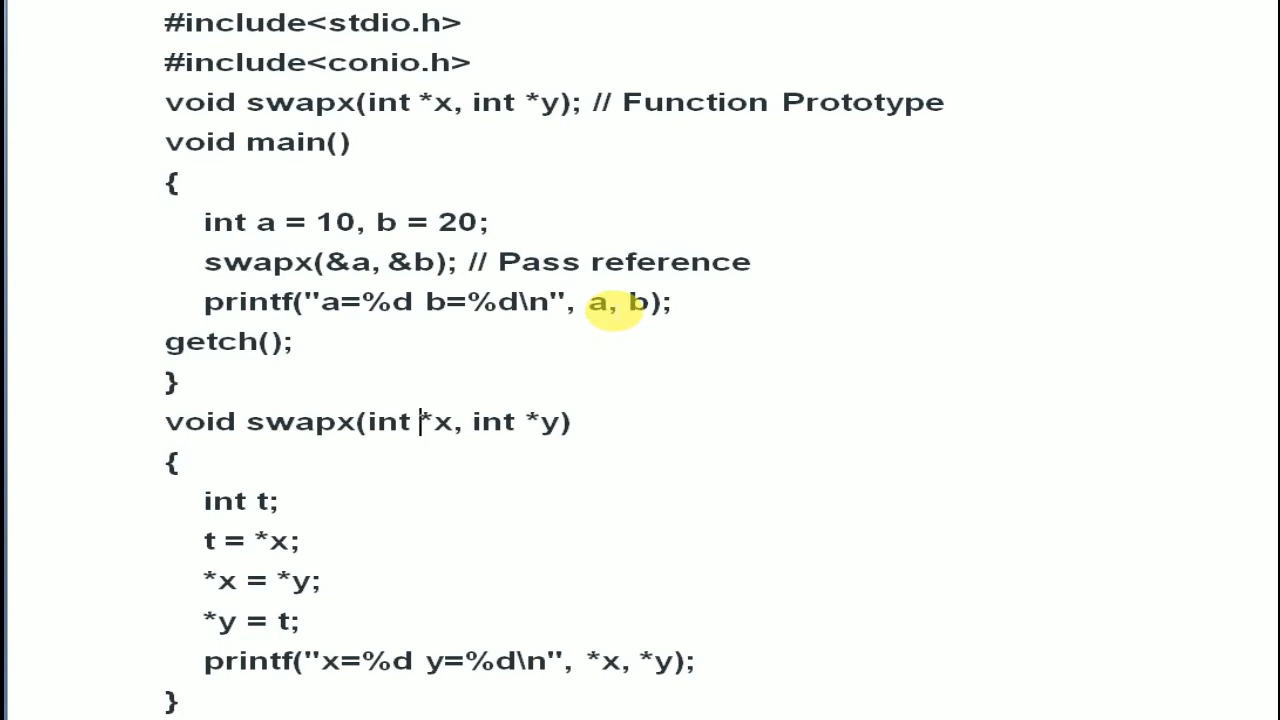 #include<stdio.h>
#include<conio.h>
void swapx(int *x, int *y); // Function Prototype
void main()
{
int a = 10, b = 20;
swapx(&a, &b); // Pass reference
printf("a=%d b=%d\n", a, b);
getch();
}
void swapx(int *x, int *y)
{
int t;
t = *x;
*x = *y;
*y = t;
printf("x=%d y=%d\n", *x, *y);
}